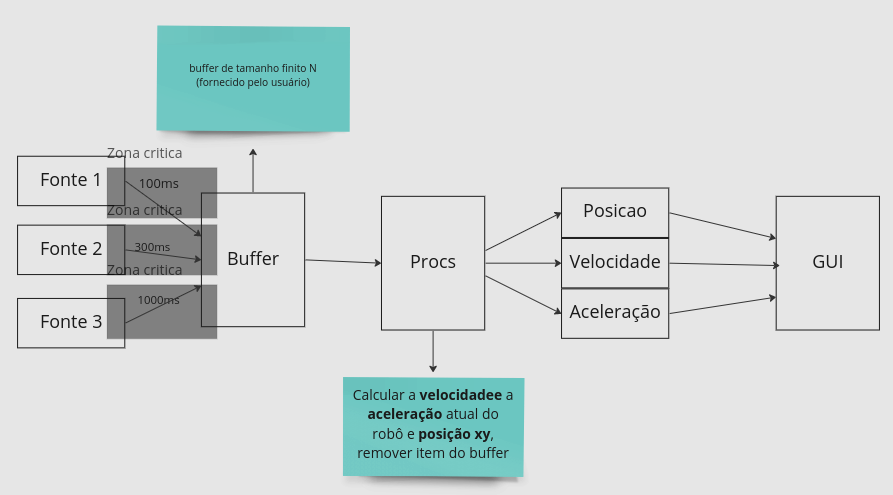 buffer de tamanho finito N
(fornecido pelo usuário)
Zona critica
Fonte 1
100ms
Zona critica
Fonte 2
300ms
Zona critica
1000ms
Fonte 3
Buffer
Procs
Posicao
Velocidade
Aceleração
GUI
Calcular a velocidadee a
aceleração atual do
robô e posição xy,
remover item do buffer